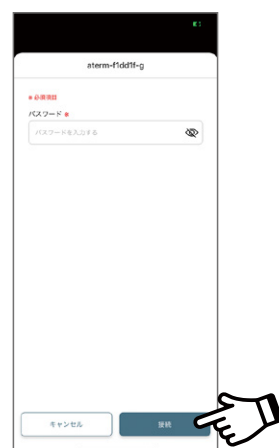 aterm-f1dd1f-g
* 必須項目
パスワード *
パスワードを入力する
キャンセル
接続